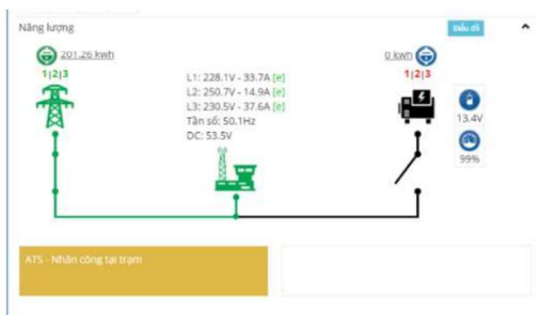 Năng lượng
Biểu đồ
201.26 kwh
0 kwh
1|2|3
1|2|3
L1: 228.1V - 33.7A [e]
L2: 250.7V - 14.9A [e]
L3: 230.5V - 37.6A [e]
Tần số: 50.1Hz
DC: 53.5V
13.4V
99%
ATS - Nhân công tại trạm